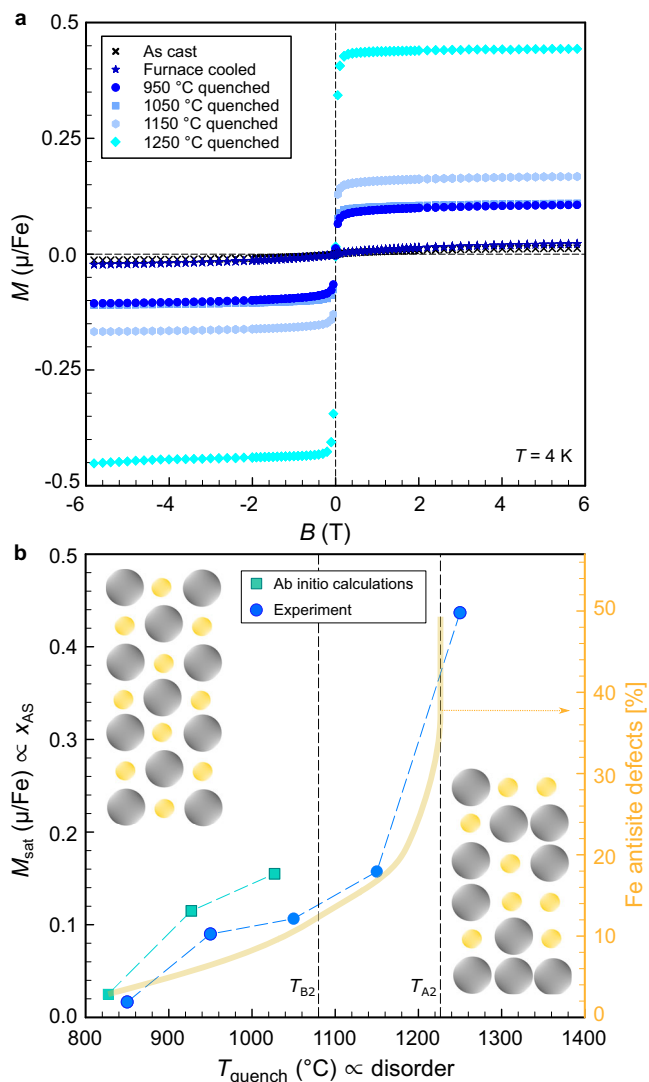 a
0.5
0.25
0.0
-0.25
-0.5
M (µ/Fe)
As cast
Furnace cooled
950 °C quenched
1050 °C quenched
1150 °C quenched
1250 °C quenched
T = 4 K
-6 -4 -2 0 2 4 6
B (T)
b
0.5
0.4
0.3
0.2
0.1
0.0
Msat (µ/Fe) ∝ xAS
Ab initio calculations
Experiment
TB2
TA2
50
40
30
20
10
0
Fe antisite defects [%]
800 900 1000 1100 1200 1300 1400
Tquench (°C) ∝ disorder